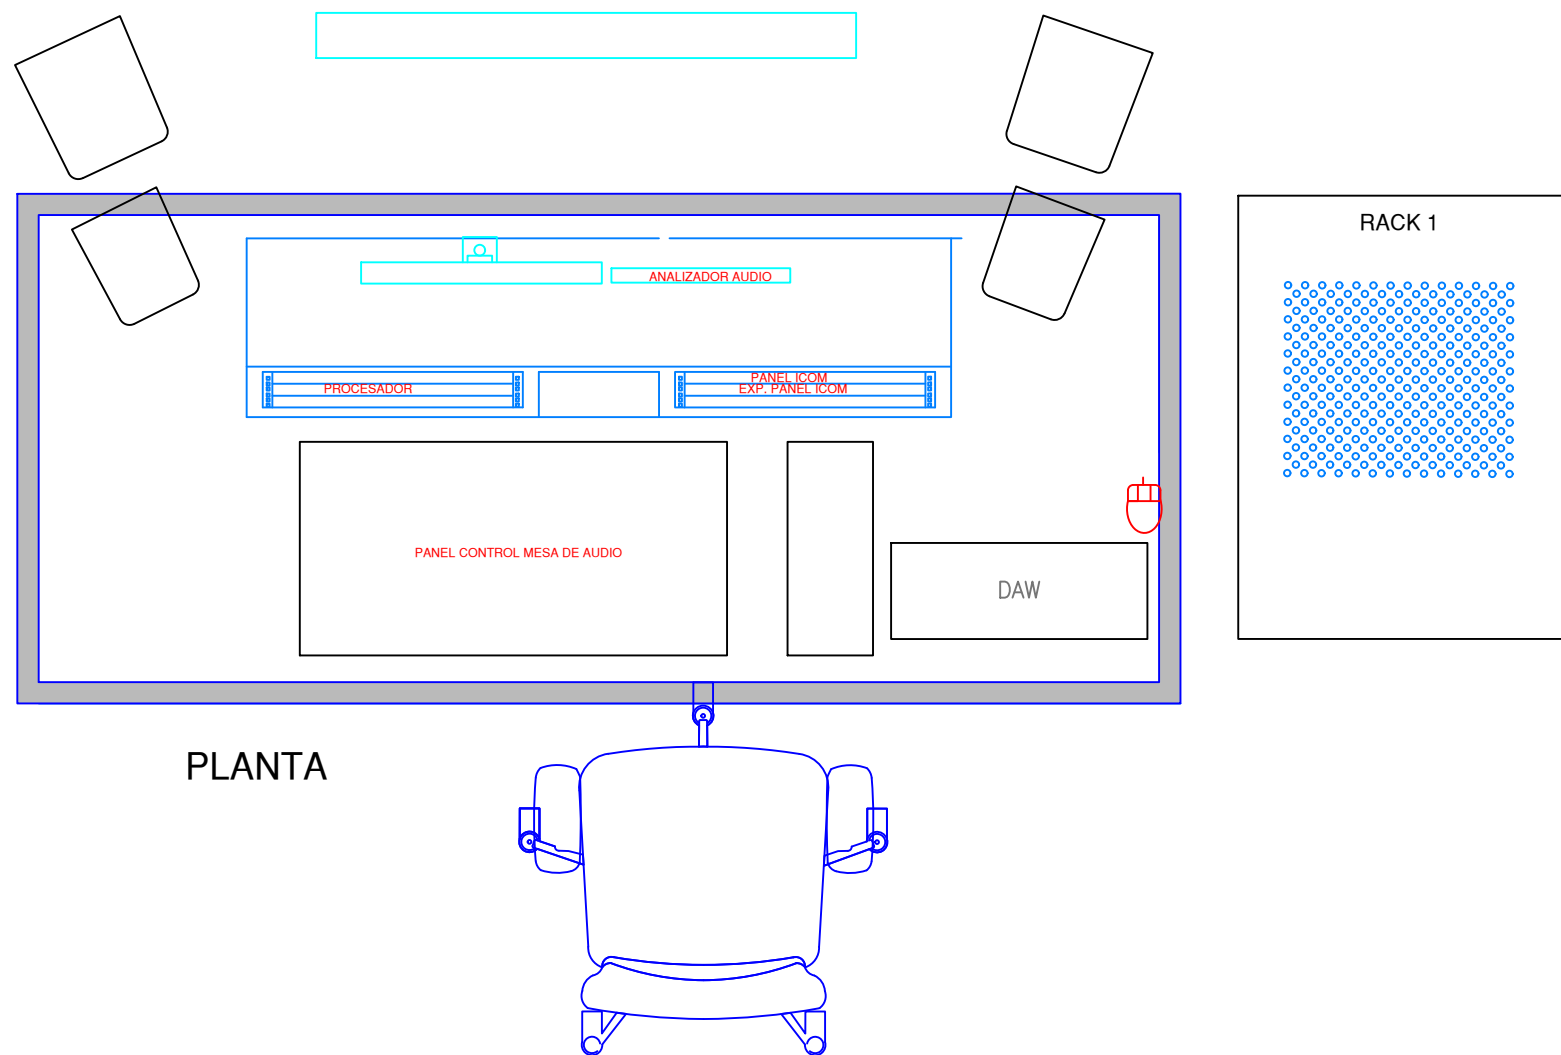 RACK 1
ANALIZADOR AUDIO
PANEL ICOM
PROCESADOR
EXP. PANEL ICOM
PANEL CONTROL MESA DE AUDIO
DAW
PLANTA